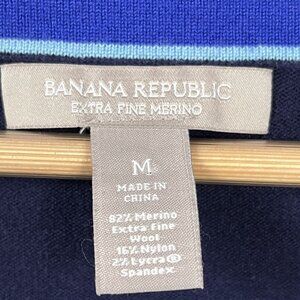 BANANA REPUBLIC
EXTRA FINE MERINO
M
MADE IN
CHINA
82% Merino
Extra Fine
Wool
16% Nylon
2% Lycra®
Spandex